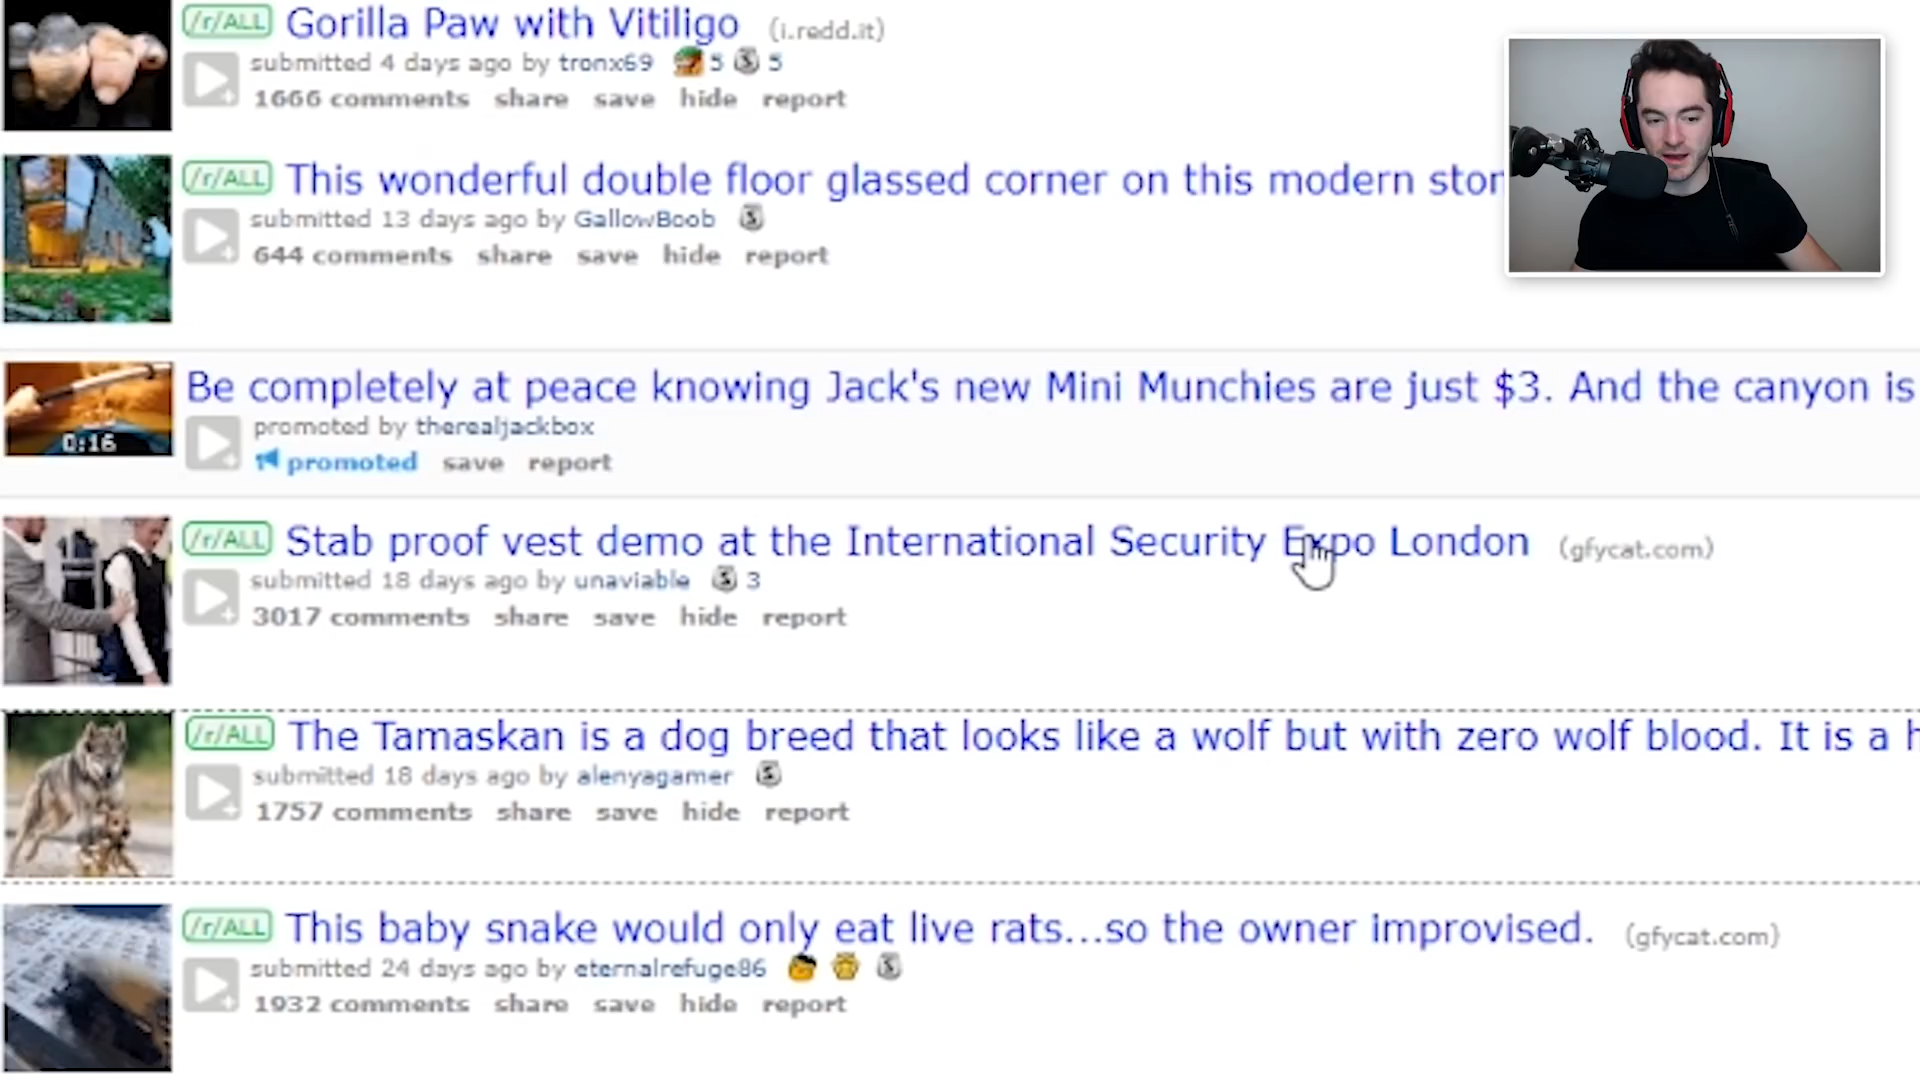 /r/ALL Gorilla Paw with Vitiligo (i.redd.it)
submitted 4 days ago by tronx69 5 5
1666 comments share save hide report
/r/ALL This wonderful double floor glassed corner on this modern ston
submitted 13 days ago by GallowBoob
644 comments share save hide report
Be completely at peace knowing Jack's new Mini Munchies are just $3. And the canyon is
0:16
promoted by therealjackbox
promoted save report
/r/ALL Stab proof vest demo at the International Security Expo London (gfycat.com)
submitted 18 days ago by unaviable 3
3017 comments share save hide report
/r/ALL The Tamaskan is a dog breed that looks like a wolf but with zero wolf blood. It is a h
submitted 18 days ago by alenyagamer
1757 comments share save hide report
/r/ALL This baby snake would only eat live rats...so the owner improvised. (gfycat.com)
submitted 24 days ago by eternalrefuge86
1932 comments share save hide report